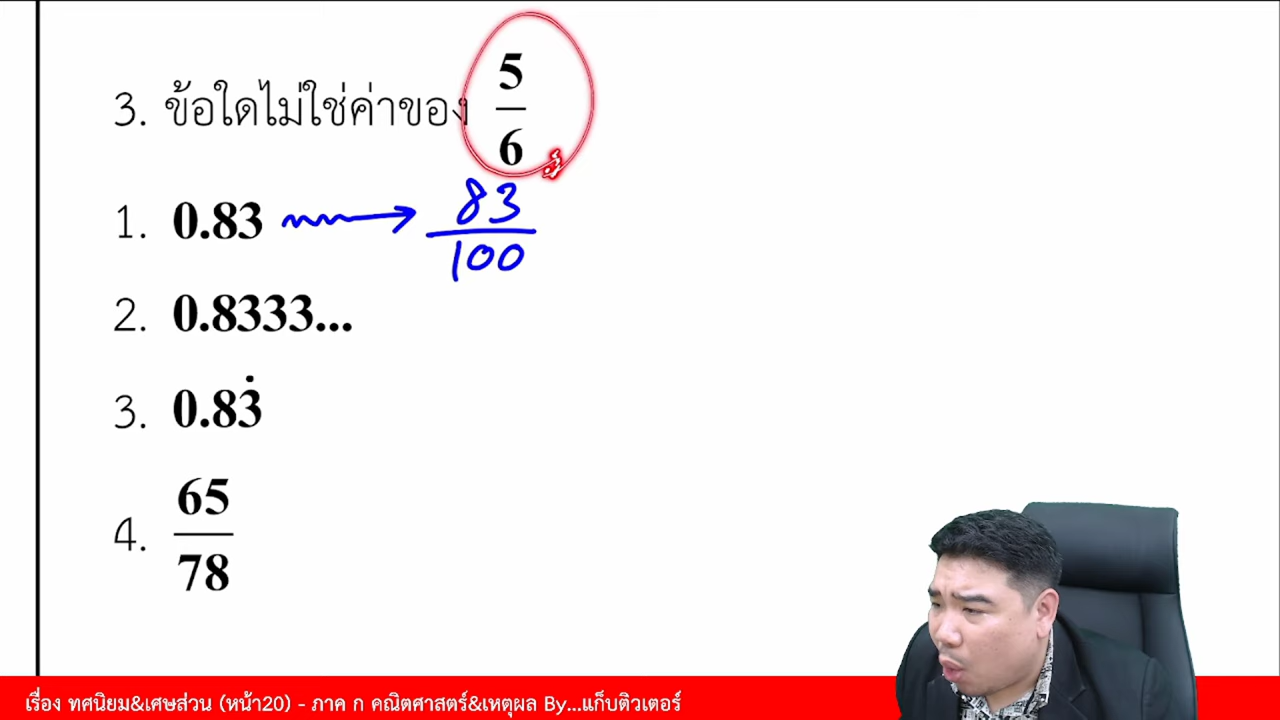 3. ข้อใดไม่ใช่ค่าของ 5/6
1. 0.83 → 83/100
2. 0.8333...
3. 0.83̇
4. 65/78
เรื่อง ทศนิยม&เศษส่วน (หน้า20) - ภาค ก คณิตศาสตร์&เหตุผล By...แก็บติวเตอร์